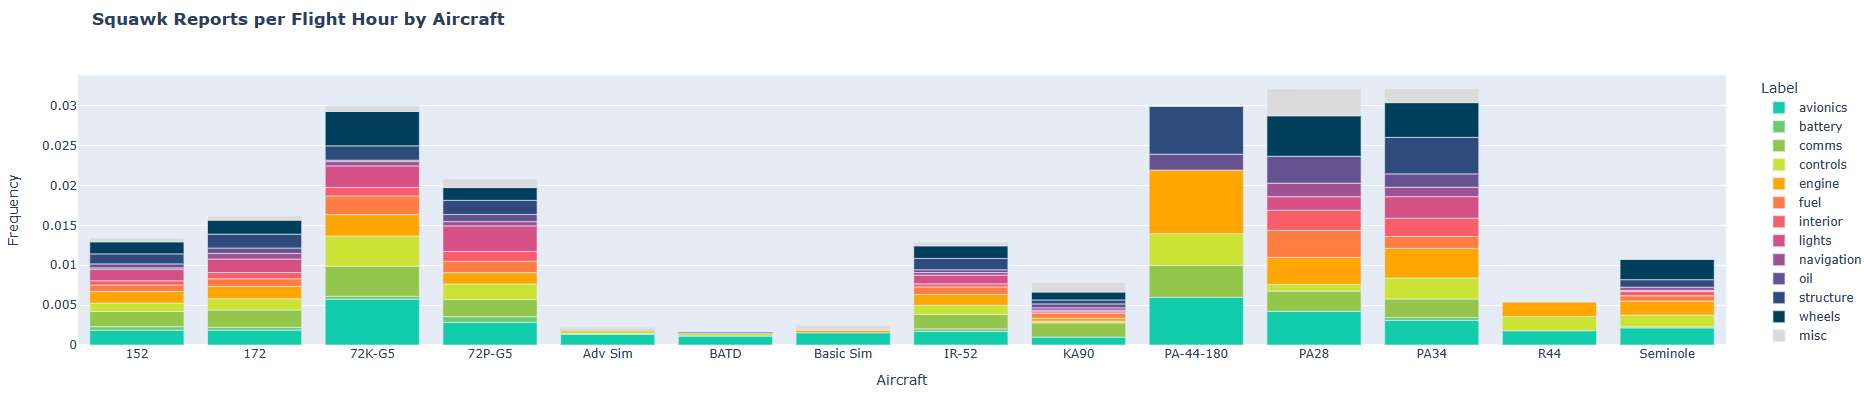 Squawk Reports per Flight Hour by Aircraft
Label
avionics
battery
comms
controls
engine
fuel
interior
lights
navigation
oil
structure
wheels
misc
Frequency
0.03
0.025
0.02
0.015
0.01
0.005
0
152 172 72K-G5 72P-G5 Adv Sim BATD Basic Sim IR-52 KA90 PA-44-180 PA28 PA34 R44 Seminole
Aircraft